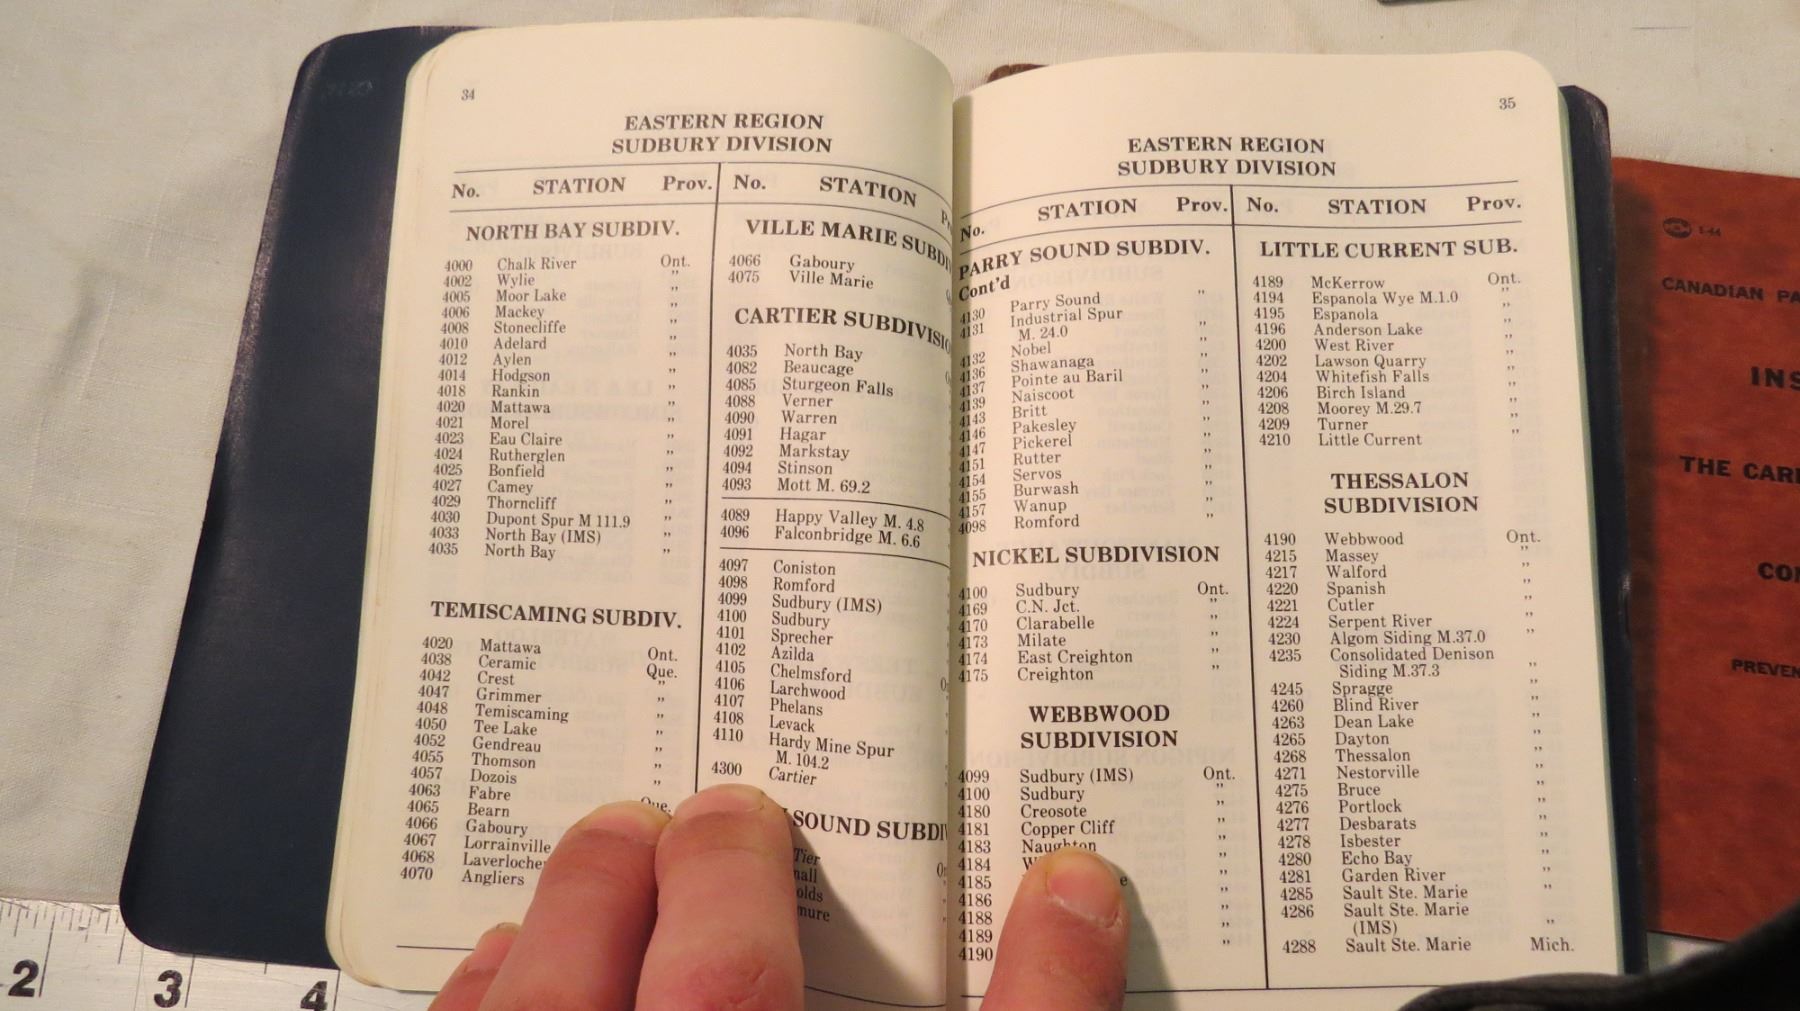 34
EASTERN REGION
SUDBURY DIVISION
No. STATION Prov.
NORTH BAY SUBDIV.
4000 Chalk River Ont.
4002 Wylie ”
4005 Moor Lake ”
4006 Mackey ”
4008 Stonecliffe ”
4010 Adelard ”
4012 Aylen ”
4014 Hodgson ”
4018 Rankin ”
4020 Mattawa ”
4021 Morel ”
4023 Eau Claire ”
4024 Rutherglen ”
4025 Bonfield ”
4027 Camey ”
4029 Thorncliff ”
4030 Dupont Spur M 111.9 ”
4033 North Bay (IMS) ”
4035 North Bay ”
TEMISCAMING SUBDIV.
4020 Mattawa Ont.
4038 Ceramic Que.
4042 Crest ”
4047 Grimmer ”
4048 Temiscaming ”
4050 Tee Lake ”
4052 Gendreau ”
4055 Thomson ”
4057 Dozois ”
4063 Fabre ”
4065 Bearn Que.
4066 Gaboury
4067 Lorrainville
4068 Laverlocher
4070 Angliers
No. STATION
VILLE MARIE SUBDI
4066 Gaboury
4075 Ville Marie
CARTIER SUBDIVISIO
4035 North Bay
4082 Beaucage
4085 Sturgeon Falls
4088 Verner
4090 Warren
4091 Hagar
4092 Markstay
4094 Stinson
4093 Mott M. 69.2
4089 Happy Valley M. 4.8
4096 Falconbridge M. 6.6
4097 Coniston
4098 Romford
4099 Sudbury (IMS)
4100 Sudbury
4101 Sprecher
4102 Azilda
4105 Chelmsford
4106 Larchwood
4107 Phelans
4108 Levack
4110 Hardy Mine Spur
M. 104.2
4300 Cartier
SOUND SUBDI
Tier
olds
mure
35
EASTERN REGION
SUDBURY DIVISION
No. STATION Prov.
PARRY SOUND SUBDIV.
Cont'd
4130 Parry Sound ”
4131 Industrial Spur
M. 24.0 ”
4132 Nobel ”
4136 Shawanaga ”
4137 Pointe au Baril ”
4139 Naiscoot ”
4143 Britt ”
4146 Pakesley ”
4147 Pickerel ”
4151 Rutter ”
4154 Servos ”
4155 Burwash ”
4157 Wanup ”
4098 Romford ”
NICKEL SUBDIVISION
4100 Sudbury Ont.
4169 C.N. Jct. ”
4170 Clarabelle ”
4173 Milate ”
4174 East Creighton ”
4175 Creighton ”
WEBBWOOD
SUBDIVISION
4099 Sudbury (IMS) Ont.
4100 Sudbury ”
4180 Creosote ”
4181 Copper Cliff ”
4183 Naughton ”
4184 W ”
4185 e ”
4186 ”
4188 ”
4189 ”
4190 ”
No. STATION Prov.
LITTLE CURRENT SUB.
4189 McKerrow Ont.
4194 Espanola Wye M.1.0 ”
4195 Espanola ”
4196 Anderson Lake ”
4200 West River ”
4202 Lawson Quarry ”
4204 Whitefish Falls ”
4206 Birch Island ”
4208 Moorey M.29.7 ”
4209 Turner ”
4210 Little Current ”
THESSALON
SUBDIVISION
4190 Webbwood Ont.
4215 Massey ”
4217 Walford ”
4220 Spanish ”
4221 Cutler ”
4224 Serpent River ”
4230 Algom Siding M.37.0 ”
4235 Consolidated Denison
Siding M.37.3 ”
4245 Spragge ”
4260 Blind River ”
4263 Dean Lake ”
4265 Dayton ”
4268 Thessalon ”
4271 Nestorville ”
4275 Bruce ”
4276 Portlock ”
4277 Desbarats ”
4278 Isbester ”
4280 Echo Bay ”
4281 Garden River ”
4285 Sault Ste. Marie ”
4286 Sault Ste. Marie
(IMS) ”
4288 Sault Ste. Marie Mich.
1-44
CANADIAN PA
INS
THE CAR
CO
PREVEN
2 3 4